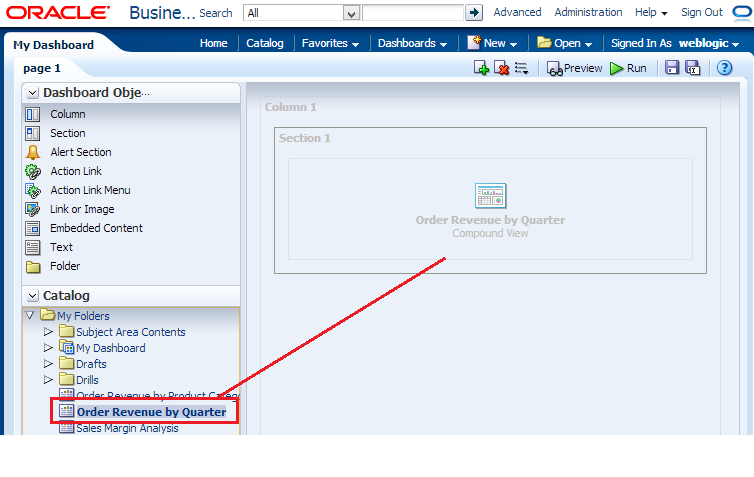 ORACLE Busine... Search All Advanced Administration Help Sign Out
My Dashboard Home Catalog Favorites Dashboards New Open Signed In As weblogic
page 1 Preview Run
Dashboard Obje...
Column
Section
Alert Section
Action Link
Action Link Menu
Link or Image
Embedded Content
Text
Folder
Catalog
My Folders
Subject Area Contents
My Dashboard
Drafts
Drills
Order Revenue by Product Catego
Order Revenue by Quarter
Sales Margin Analysis
Column 1
Section 1
Order Revenue by Quarter
Compound View